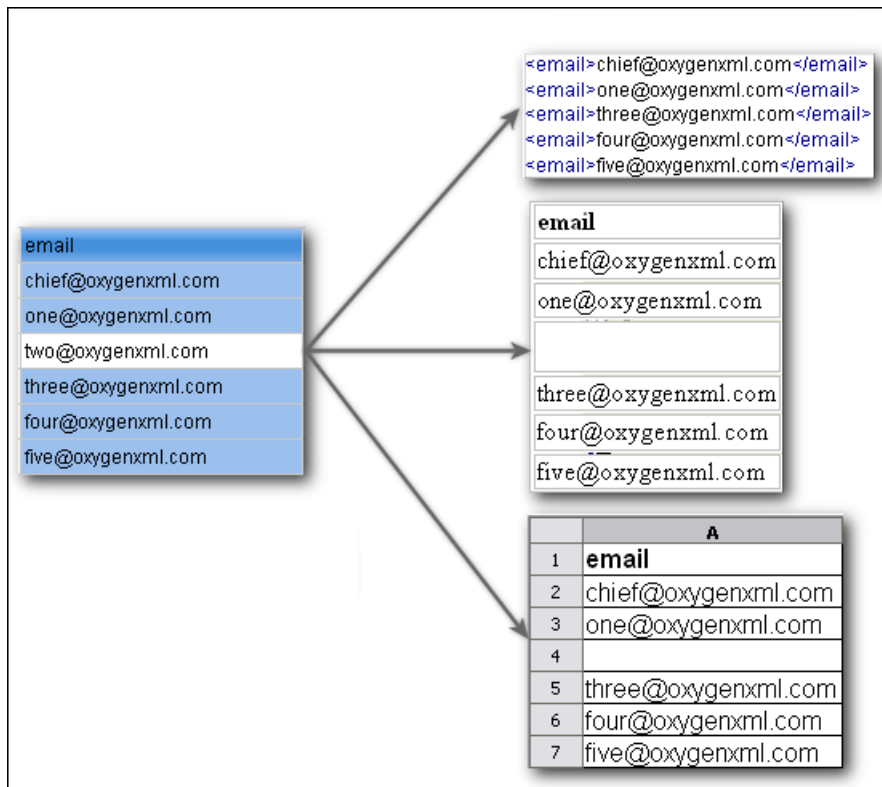 email
chief@oxygenxml.com
one@oxygenxml.com
two@oxygenxml.com
three@oxygenxml.com
four@oxygenxml.com
five@oxygenxml.com
<email>chief@oxygenxml.com</email>
<email>one@oxygenxml.com</email>
<email>three@oxygenxml.com</email>
<email>four@oxygenxml.com</email>
<email>five@oxygenxml.com</email>
email
chief@oxygenxml.com
one@oxygenxml.com
three@oxygenxml.com
four@oxygenxml.com
five@oxygenxml.com
A
1 email
2 chief@oxygenxml.com
3 one@oxygenxml.com
4
5 three@oxygenxml.com
6 four@oxygenxml.com
7 five@oxygenxml.com